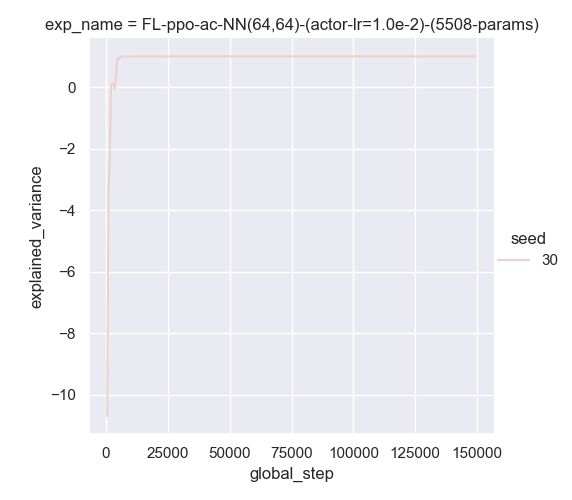 exp_name = FL-ppo-ac-NN(64,64)-(actor-lr=1.0e-2)-(5508-params)
0
−2
−4
−6
−8
−10
explained_variance
seed
30
0 25000 50000 75000 100000 125000 150000
global_step